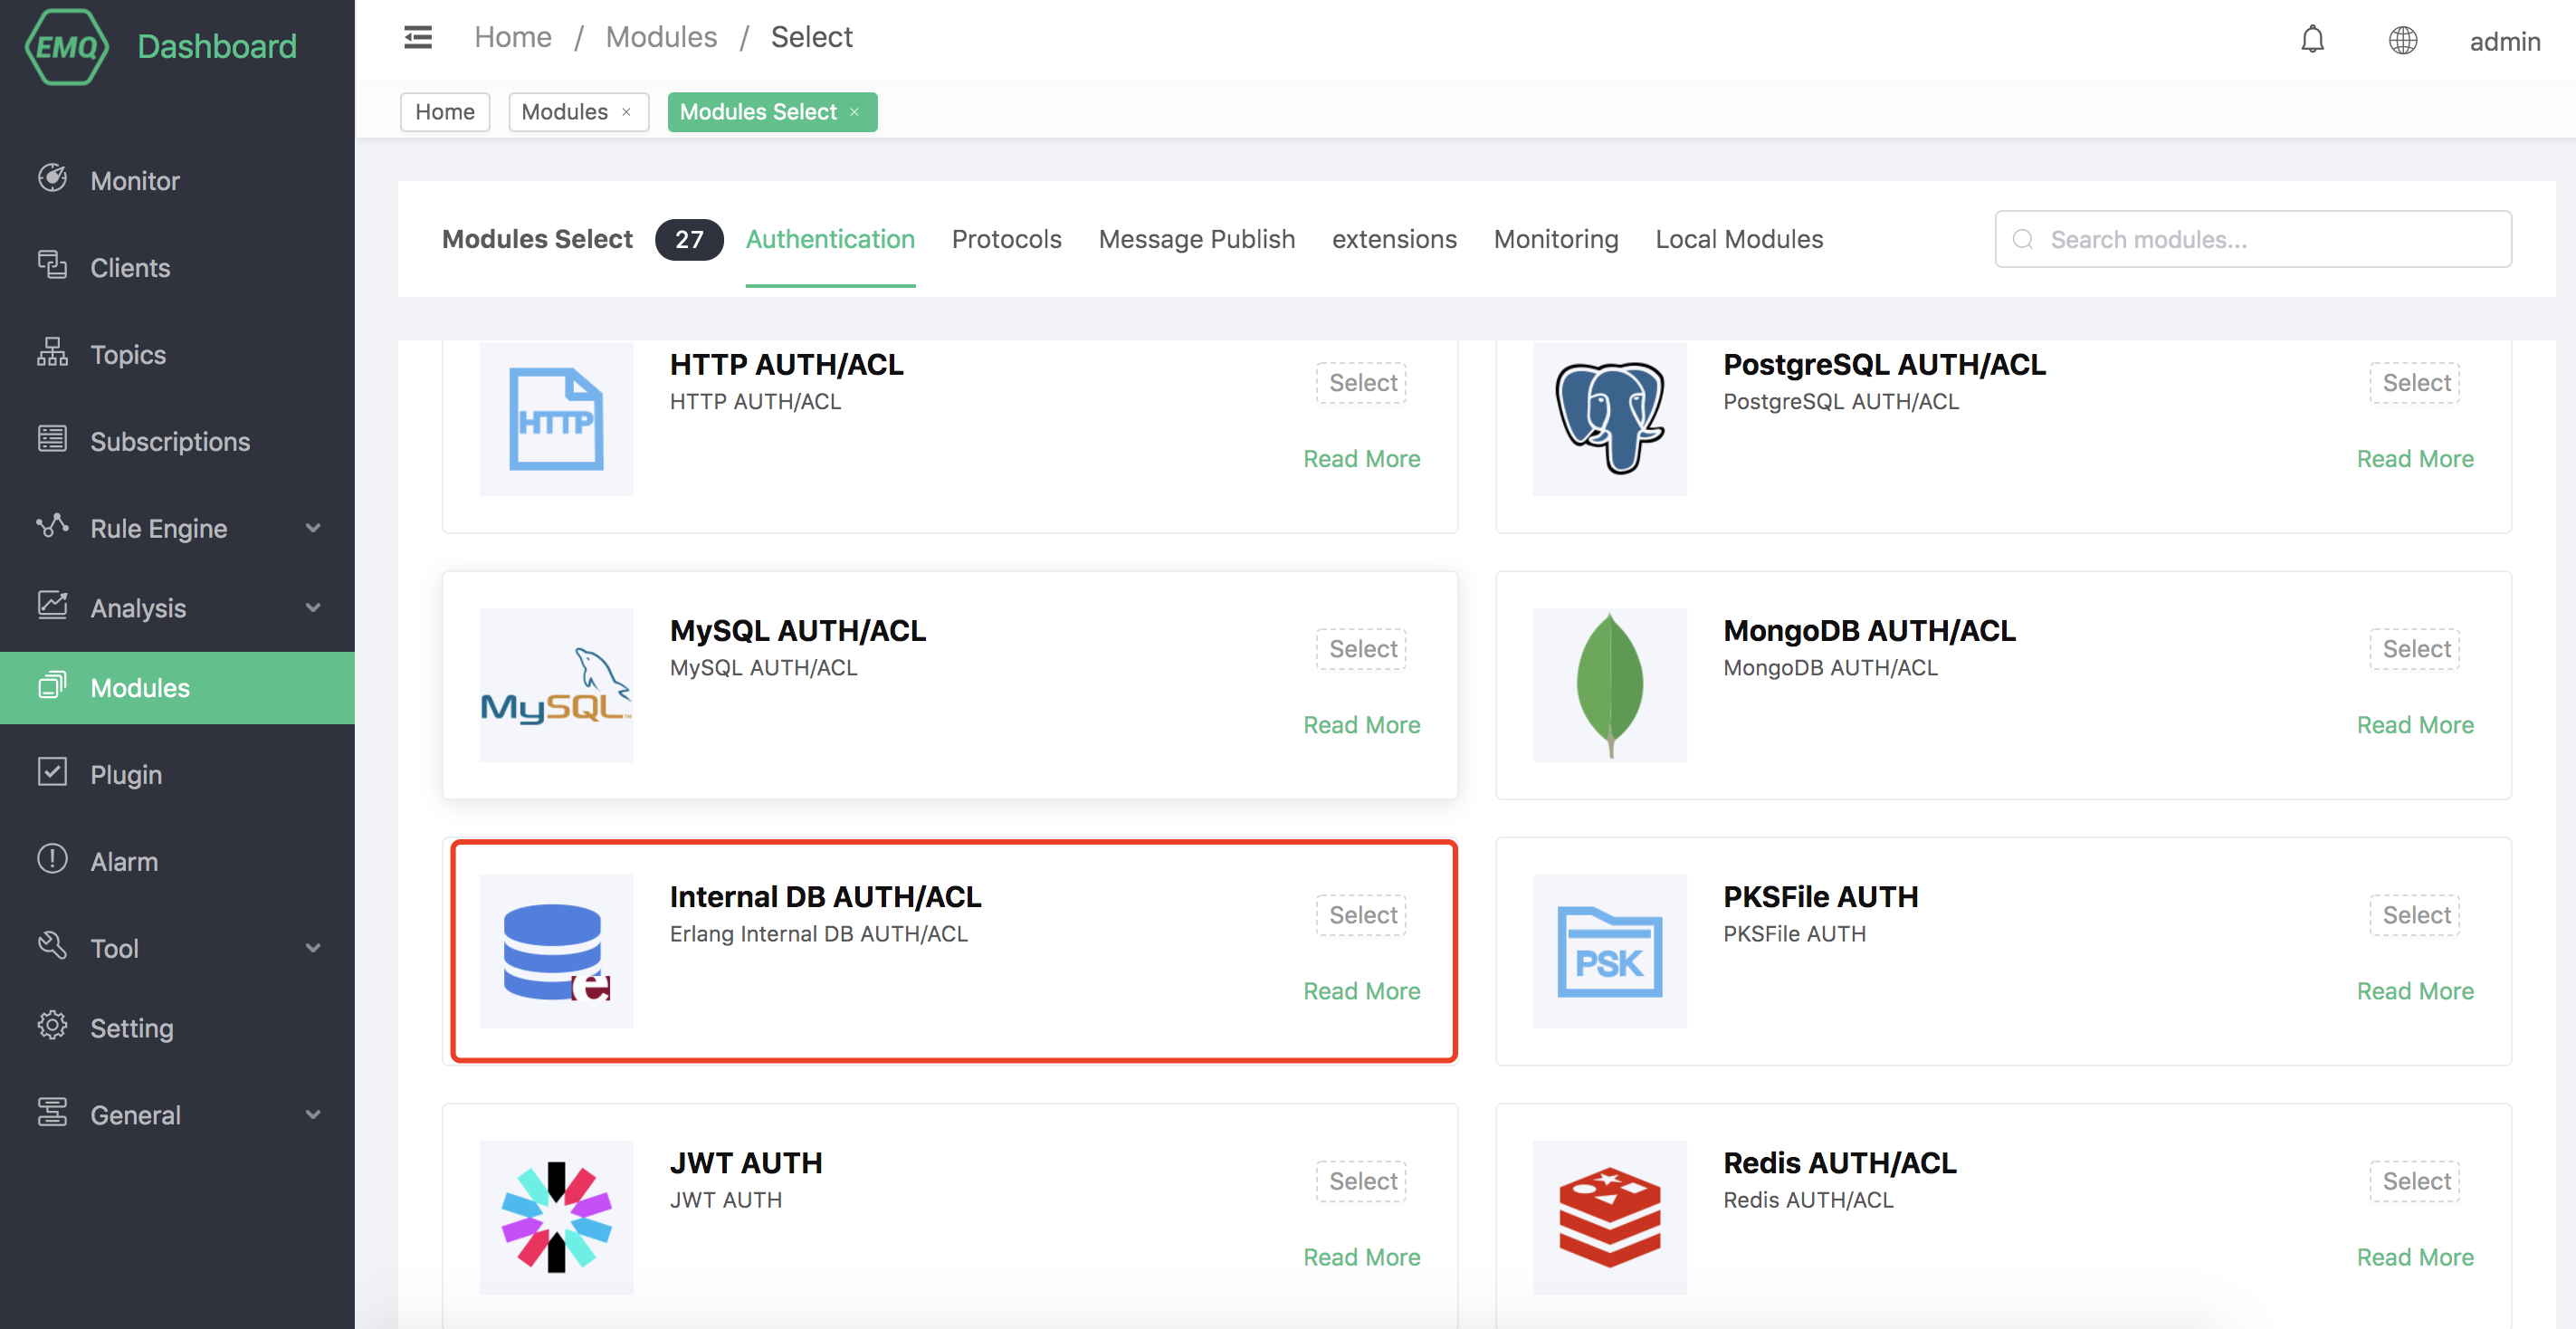 EMQ Dashboard
Home / Modules / Select
admin
Home
Modules ×
Modules Select ×
Monitor
Clients
Topics
Subscriptions
Rule Engine
Analysis
Modules
Plugin
Alarm
Tool
Setting
General
Modules Select 27 Authentication Protocols Message Publish extensions Monitoring Local Modules
Search modules...
HTTP
HTTP AUTH/ACL
HTTP AUTH/ACL
Select
Read More
PostgreSQL AUTH/ACL
PostgreSQL AUTH/ACL
Select
Read More
MySQL™
MySQL AUTH/ACL
MySQL AUTH/ACL
Select
Read More
MongoDB AUTH/ACL
MongoDB AUTH/ACL
Select
Read More
e
Internal DB AUTH/ACL
Erlang Internal DB AUTH/ACL
Select
Read More
PSK
PKSFile AUTH
PKSFile AUTH
Select
Read More
JWT AUTH
JWT AUTH
Select
Read More
Redis AUTH/ACL
Redis AUTH/ACL
Select
Read More